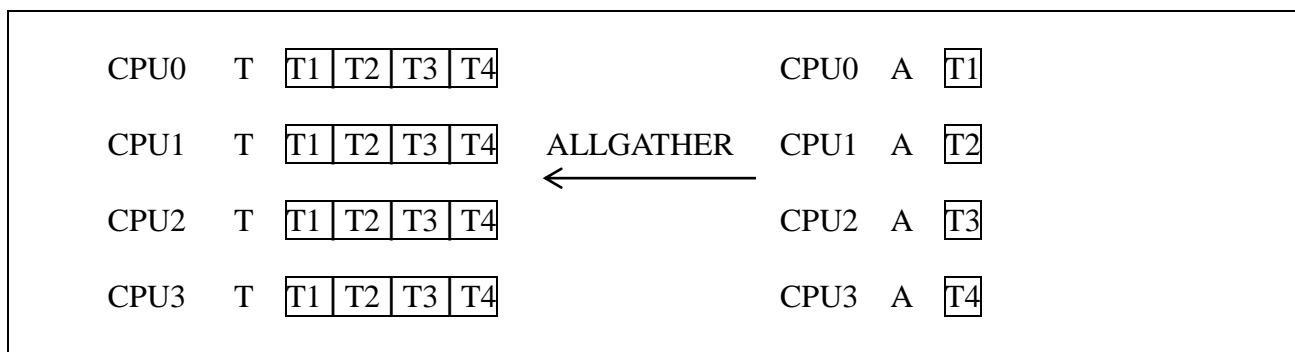 CPU0 T T1 T2 T3 T4 CPU0 A T1
CPU1 T T1 T2 T3 T4 ALLGATHER CPU1 A T2
CPU2 T T1 T2 T3 T4 CPU2 A T3
CPU3 T T1 T2 T3 T4 CPU3 A T4